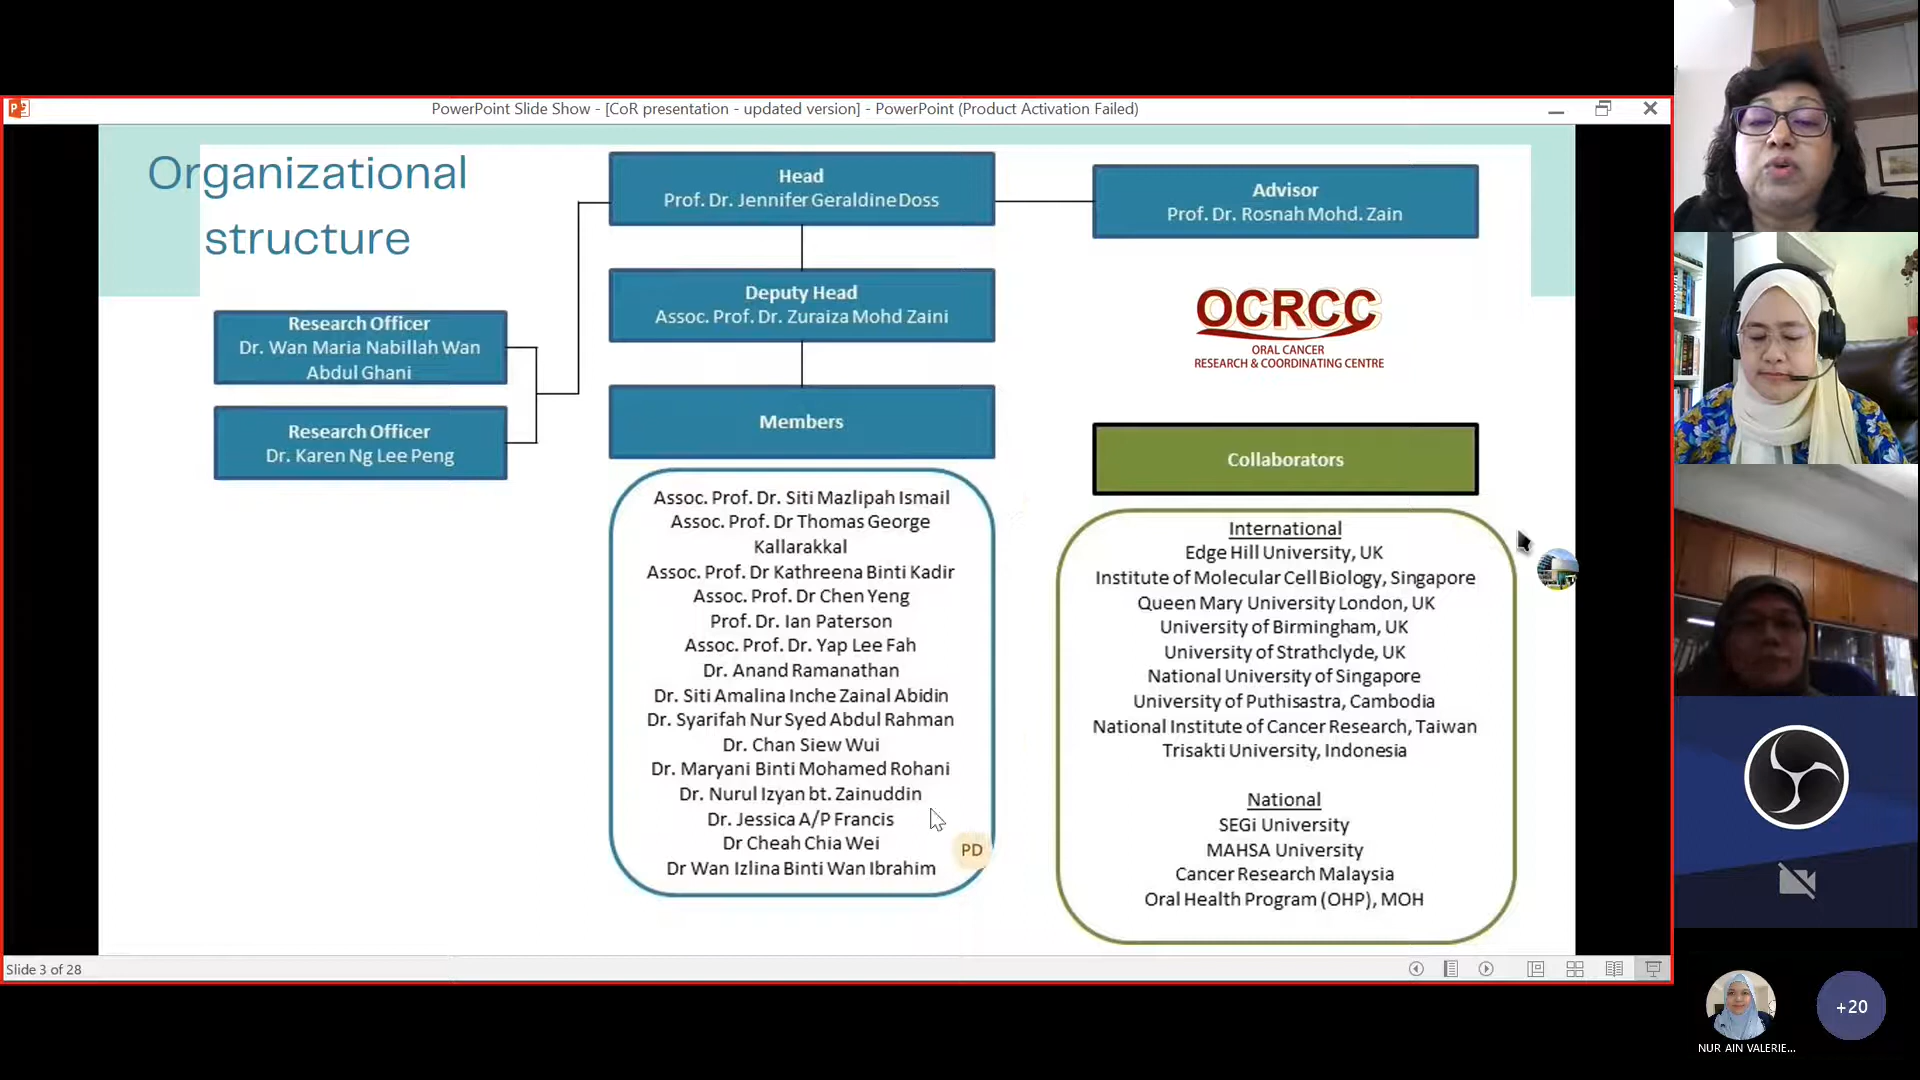 PowerPoint Slide Show - [CoR presentation - updated version] - PowerPoint (Product Activation Failed)
Organizational
structure
Head
Prof. Dr. Jennifer Geraldine Doss
Advisor
Prof. Dr. Rosnah Mohd. Zain
Deputy Head
Assoc. Prof. Dr. Zuraiza Mohd Zaini
Research Officer
Dr. Wan Maria Nabillah Wan
Abdul Ghani
Research Officer
Dr. Karen Ng Lee Peng
OCRCC
ORAL CANCER
RESEARCH & COORDINATING CENTRE
Members
Assoc. Prof. Dr. Siti Mazlipah Ismail
Assoc. Prof. Dr Thomas George
Kallarakkal
Assoc. Prof. Dr Kathreena Binti Kadir
Assoc. Prof. Dr Chen Yeng
Prof. Dr. Ian Paterson
Assoc. Prof. Dr. Yap Lee Fah
Dr. Anand Ramanathan
Dr. Siti Amalina Inche Zainal Abidin
Dr. Syarifah Nur Syed Abdul Rahman
Dr. Chan Siew Wui
Dr. Maryani Binti Mohamed Rohani
Dr. Nurul Izyan bt. Zainuddin
Dr. Jessica A/P Francis
Dr Cheah Chia Wei
Dr Wan Izlina Binti Wan Ibrahim
PD
Collaborators
International
Edge Hill University, UK
Institute of Molecular Cell Biology, Singapore
Queen Mary University London, UK
University of Birmingham, UK
University of Strathclyde, UK
National University of Singapore
University of Puthisastra, Cambodia
National Institute of Cancer Research, Taiwan
Trisakti University, Indonesia
National
SEGi University
MAHSA University
Cancer Research Malaysia
Oral Health Program (OHP), MOH
Slide 3 of 28
+20
NUR AIN VALERIE...